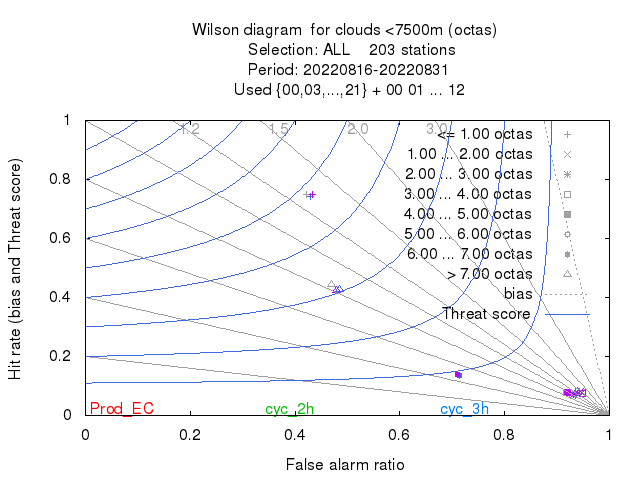 Wilson diagram  for clouds <7500m (octas)
Selection: ALL    203 stations
Period: 20220816-20220831
Used {00,03,...,21} + 00 01 ... 12
1.2 1.5 2.0 3.0
<= 1.00 octas
1.00 ... 2.00 octas
2.00 ... 3.00 octas
3.00 ... 4.00 octas
4.00 ... 5.00 octas
5.00 ... 6.00 octas
6.00 ... 7.00 octas
> 7.00 octas
bias
Threat score
Hit rate (bias and Threat score)
1
0.8
0.6
0.4
0.2
0
Prod_EC cyc_2h cyc_3h
0 0.2 0.4 0.6 0.8 1
False alarm ratio